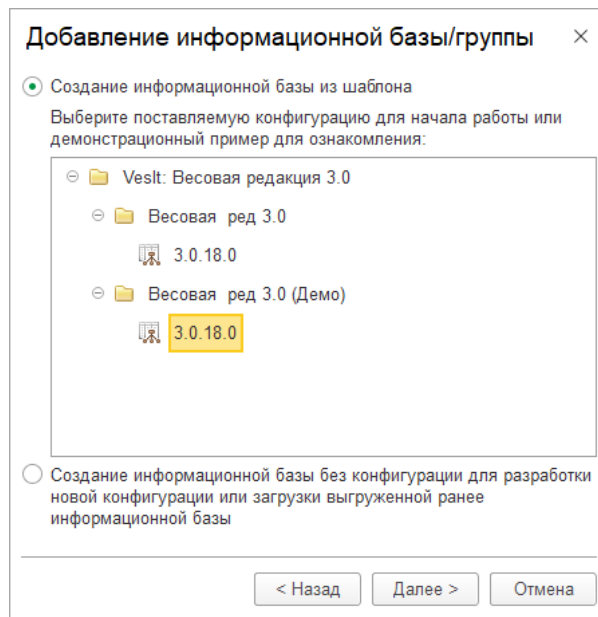 Добавление информационной базы/группы
Создание информационной базы из шаблона
Выберите поставляемую конфигурацию для начала работы или
демонстрационный пример для ознакомления:
VesIt: Весовая редакция 3.0
Весовая ред 3.0
3.0.18.0
Весовая ред 3.0 (Демо)
3.0.18.0
Создание информационной базы без конфигурации для разработки
новой конфигурации или загрузки выгруженной ранее
информационной базы
< Назад Далее > Отмена